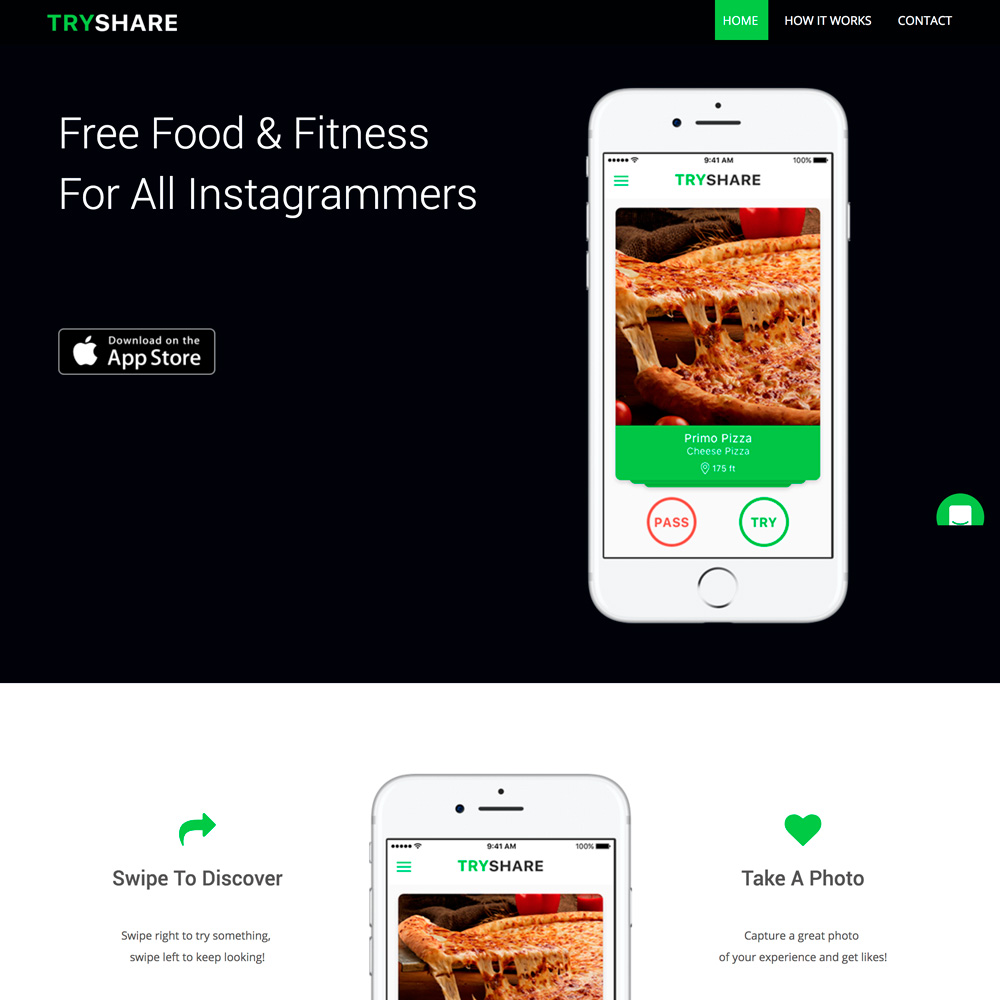 TRYSHARE
HOME HOW IT WORKS CONTACT
Free Food & Fitness
For All Instagrammers
Download on the
App Store
9:41 AM 100%
TRYSHARE
Primo Pizza
Cheese Pizza
175 ft
PASS TRY
9:41 AM 100%
TRYSHARE
Swipe To Discover
Swipe right to try something,
swipe left to keep looking!
Take A Photo
Capture a great photo
of your experience and get likes!